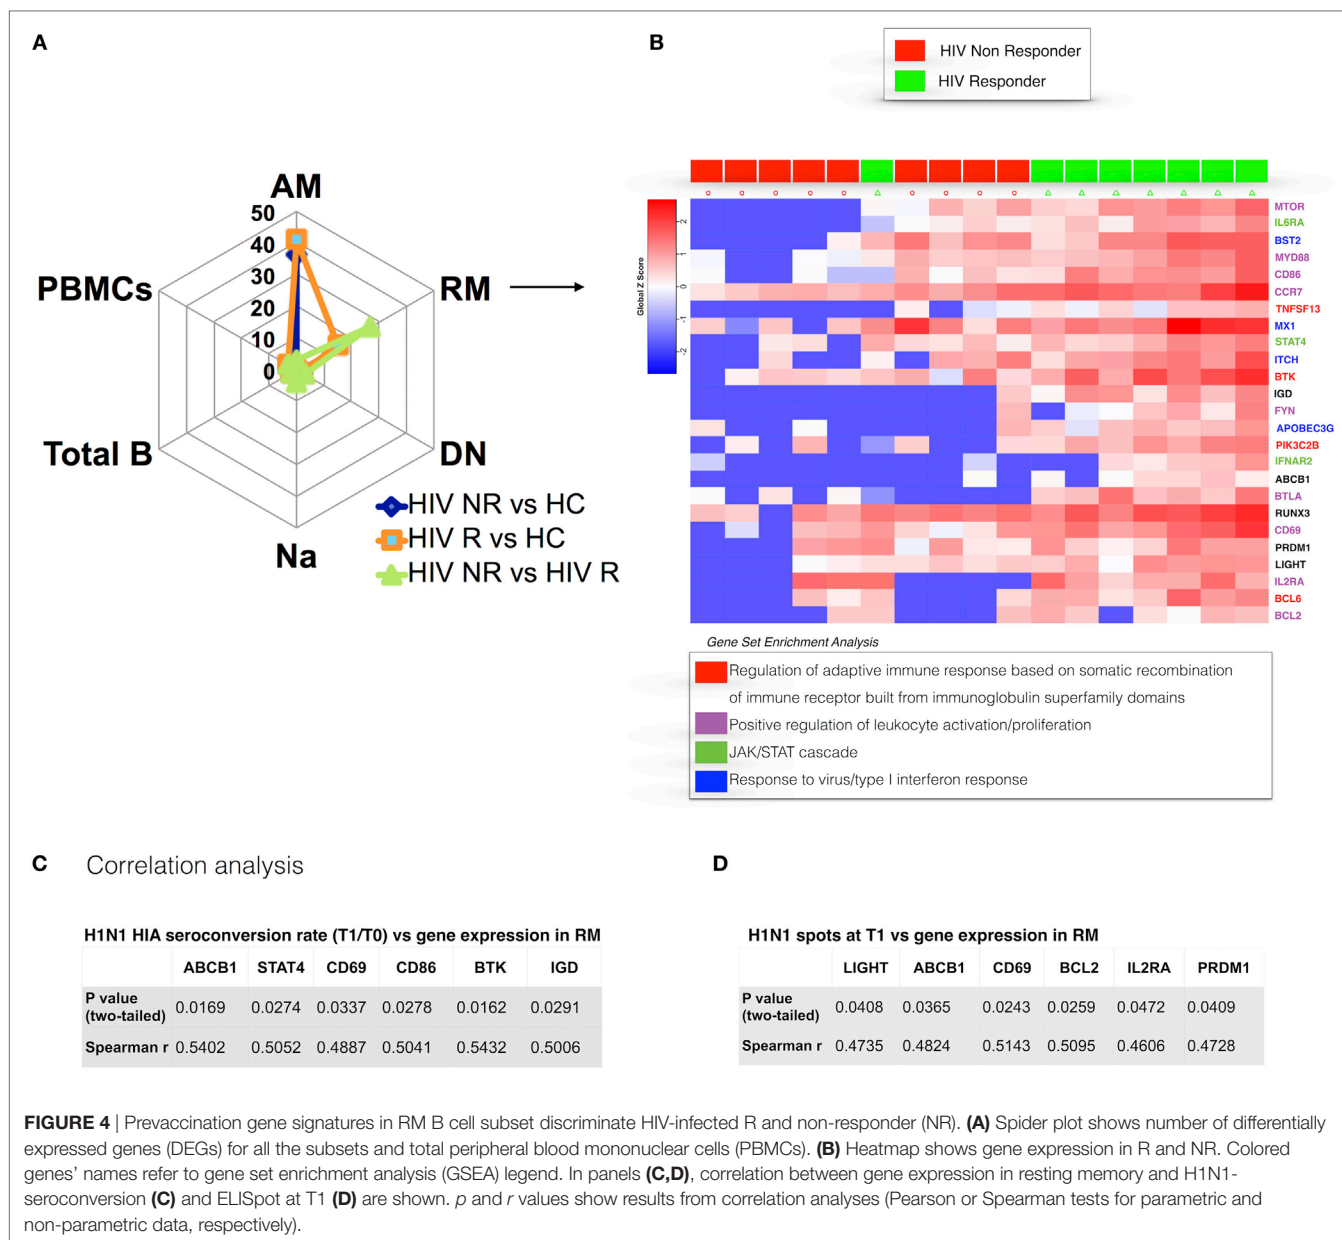 A
B
HIV Non Responder
HIV Responder
AM
50
40
30
20
10
0
PBMCs
RM
Total B
DN
Na
HIV NR vs HC
HIV R vs HC
HIV NR vs HIV R
Global Z Score
2
1
0
-1
-2
MTOR
IL6RA
BST2
MYD88
CD86
CCR7
TNFSF13
MX1
STAT4
ITCH
BTK
IGD
FYN
APOBEC3G
PIK3C2B
IFNAR2
ABCB1
BTLA
RUNX3
CD69
PRDM1
LIGHT
IL2RA
BCL6
BCL2
Gene Set Enrichment Analysis
Regulation of adaptive immune response based on somatic recombination
of immune receptor built from immunoglobulin superfamily domains
Positive regulation of leukocyte activation/proliferation
JAK/STAT cascade
Response to virus/type I interferon response
C Correlation analysis
H1N1 HIA seroconversion rate (T1/T0) vs gene expression in RM
ABCB1 STAT4 CD69 CD86 BTK IGD
P value
(two-tailed) 0.0169 0.0274 0.0337 0.0278 0.0162 0.0291
Spearman r 0.5402 0.5052 0.4887 0.5041 0.5432 0.5006
D
H1N1 spots at T1 vs gene expression in RM
LIGHT ABCB1 CD69 BCL2 IL2RA PRDM1
P value
(two-tailed) 0.0408 0.0365 0.0243 0.0259 0.0472 0.0409
Spearman r 0.4735 0.4824 0.5143 0.5095 0.4606 0.4728
FIGURE 4 | Prevaccination gene signatures in RM B cell subset discriminate HIV-infected R and non-responder (NR). (A) Spider plot shows number of differentially
expressed genes (DEGs) for all the subsets and total peripheral blood mononuclear cells (PBMCs). (B) Heatmap shows gene expression in R and NR. Colored
genes’ names refer to gene set enrichment analysis (GSEA) legend. In panels (C,D), correlation between gene expression in resting memory and H1N1-
seroconversion (C) and ELISpot at T1 (D) are shown. p and r values show results from correlation analyses (Pearson or Spearman tests for parametric and
non-parametric data, respectively).